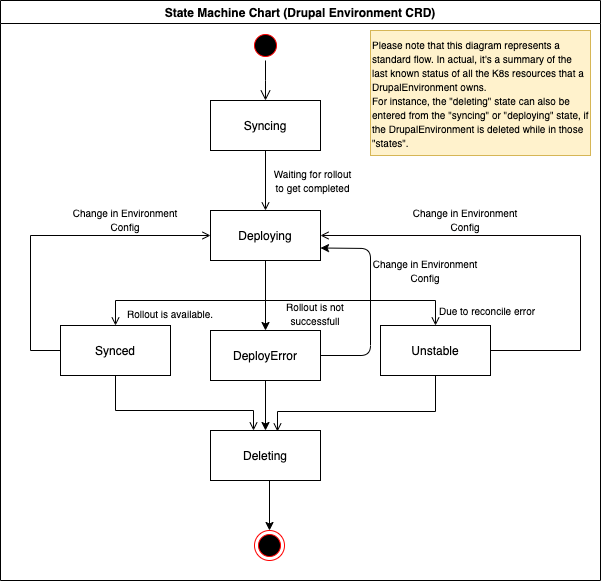 State Machine Chart (Drupal Environment CRD)
Please note that this diagram represents a
standard flow. In actual, it's a summary of the
last known status of all the K8s resources that a
DrupalEnvironment owns.
For instance, the "deleting" state can also be
entered from the "syncing" or "deploying" state, if
the DrupalEnvironment is deleted while in those
"states".
Syncing
Waiting for rollout
to get completed
Change in Environment
Config
Deploying
Change in Environment
Config
Change in Environment
Config
Rollout is available.
Rollout is not
successfull
Due to reconcile error
Synced
DeployError
Unstable
Deleting